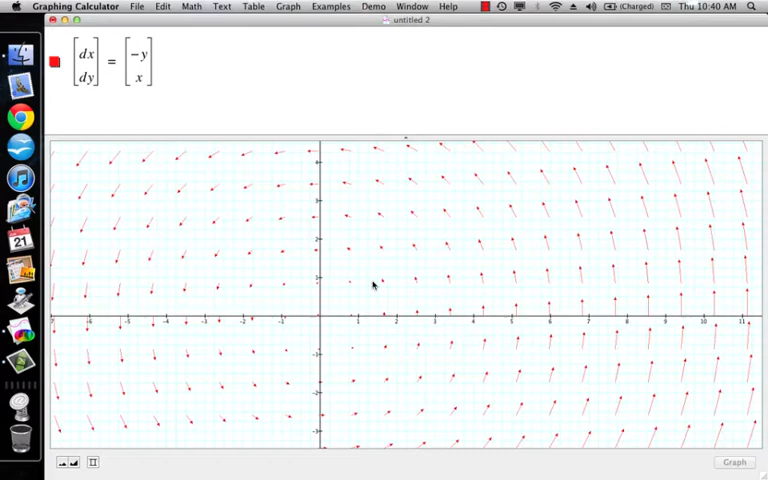 Graphing Calculator File Edit Math Text Table Graph Examples Demo Window Help (Charged) Thu 10:40 AM
untitled 2
dx = −y
dy x
4
3
2
1
7 -6 -5 -4 -3 -2 -1 1 2 3 4 5 6 7 8 9 10 11
-1
-2
-3
21
Graph